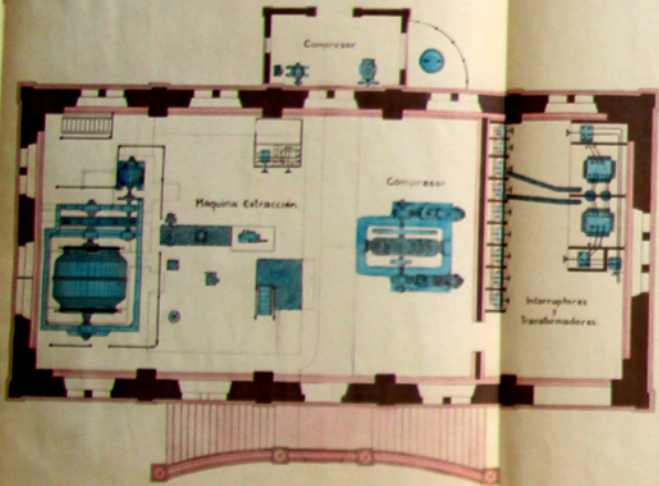 Compresor
Maquina Extracción.
Compresor
Interruptores
y
Transformadores.